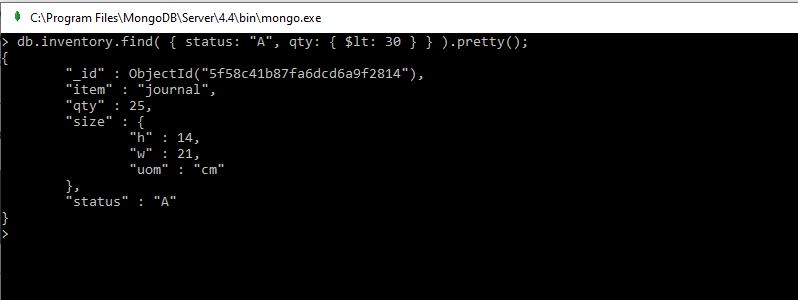 C:\Program Files\MongoDB\Server\4.4\bin\mongo.exe
> db.inventory.find( { status: "A", qty: { $lt: 30 } } ).pretty();
{
        "_id" : ObjectId("5f58c41b87fa6dcd6a9f2814"),
        "item" : "journal",
        "qty" : 25,
        "size" : {
                "h" : 14,
                "w" : 21,
                "uom" : "cm"
        },
        "status" : "A"
}
>